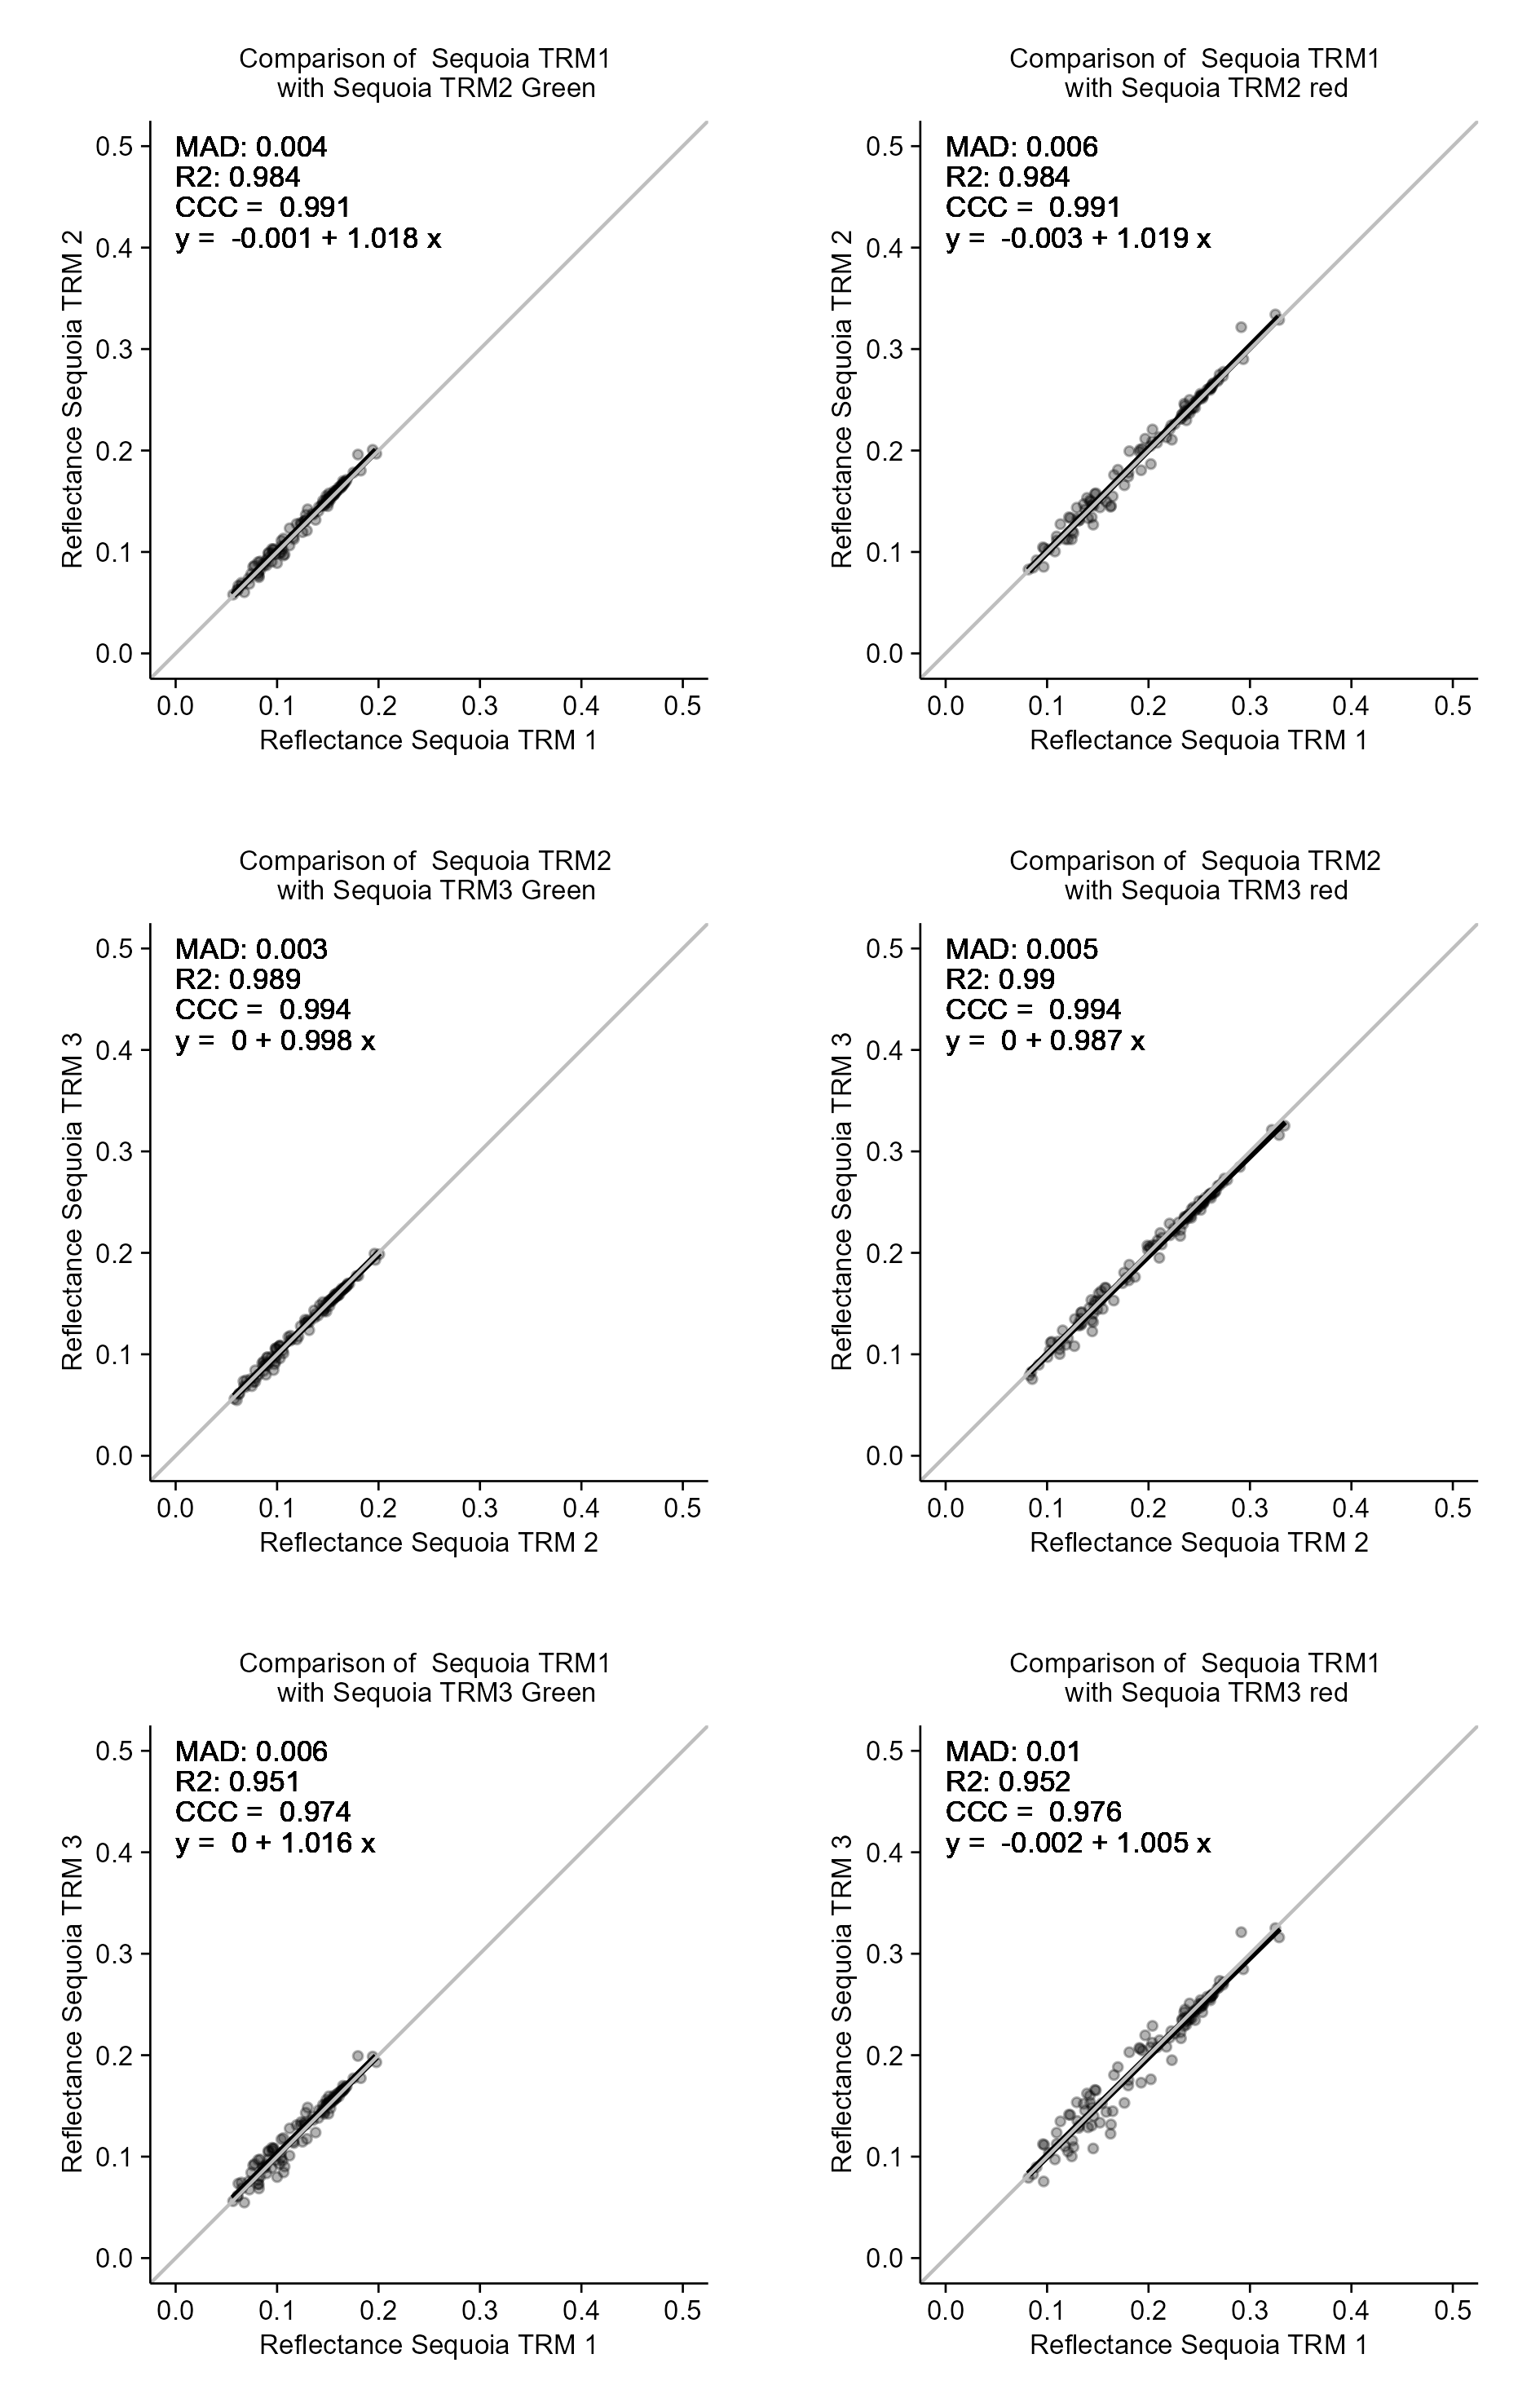 Comparison of  Sequoia TRM1
with Sequoia TRM2 Green
MAD: 0.004
R2: 0.984
CCC =  0.991
y =  -0.001 + 1.018 x
Reflectance Sequoia TRM 2
0.5
0.4
0.3
0.2
0.1
0.0
0.0 0.1 0.2 0.3 0.4 0.5
Reflectance Sequoia TRM 1
Comparison of  Sequoia TRM1
with Sequoia TRM2 red
MAD: 0.006
R2: 0.984
CCC =  0.991
y =  -0.003 + 1.019 x
Reflectance Sequoia TRM 2
0.5
0.4
0.3
0.2
0.1
0.0
0.0 0.1 0.2 0.3 0.4 0.5
Reflectance Sequoia TRM 1
Comparison of  Sequoia TRM2
with Sequoia TRM3 Green
MAD: 0.003
R2: 0.989
CCC =  0.994
y =  0 + 0.998 x
Reflectance Sequoia TRM 3
0.5
0.4
0.3
0.2
0.1
0.0
0.0 0.1 0.2 0.3 0.4 0.5
Reflectance Sequoia TRM 2
Comparison of  Sequoia TRM2
with Sequoia TRM3 red
MAD: 0.005
R2: 0.99
CCC =  0.994
y =  0 + 0.987 x
Reflectance Sequoia TRM 3
0.5
0.4
0.3
0.2
0.1
0.0
0.0 0.1 0.2 0.3 0.4 0.5
Reflectance Sequoia TRM 2
Comparison of  Sequoia TRM1
with Sequoia TRM3 Green
MAD: 0.006
R2: 0.951
CCC =  0.974
y =  0 + 1.016 x
Reflectance Sequoia TRM 3
0.5
0.4
0.3
0.2
0.1
0.0
0.0 0.1 0.2 0.3 0.4 0.5
Reflectance Sequoia TRM 1
Comparison of  Sequoia TRM1
with Sequoia TRM3 red
MAD: 0.01
R2: 0.952
CCC =  0.976
y =  -0.002 + 1.005 x
Reflectance Sequoia TRM 3
0.5
0.4
0.3
0.2
0.1
0.0
0.0 0.1 0.2 0.3 0.4 0.5
Reflectance Sequoia TRM 1